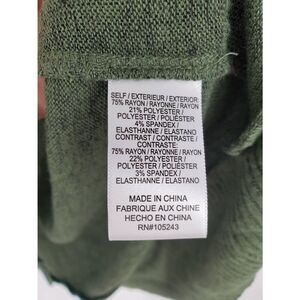 SELF / EXTERIEUR / EXTERIOR:
75% RAYON / RAYONNE / RAYON
21% POLYESTER /
POLYESTER / POLIÉSTER
4% SPANDEX /
ELASTHANNE / ELASTANO
CONTRAST / CONTRASTE /
CONTRASTE:
75% RAYON / RAYONNE / RAYON
22% POLYESTER /
POLYESTER / POLIÉSTER
3% SPANDEX /
ELASTHANNE / ELASTANO
MADE IN CHINA
FABRIQUE AUX CHINE
HECHO EN CHINA
RN#105243